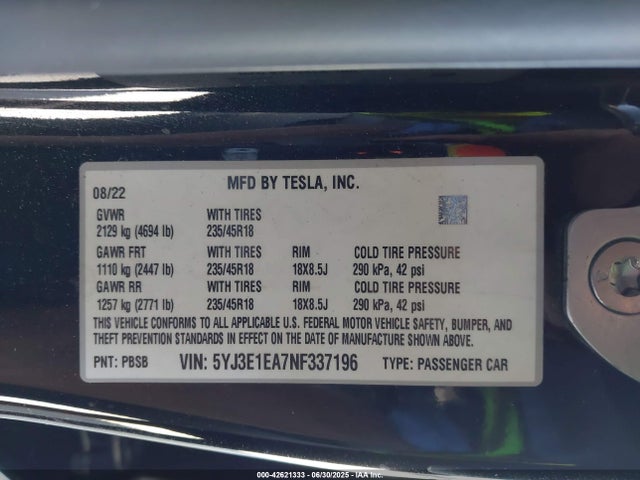 MFD BY TESLA, INC.
08/22
GVWR WITH TIRES
2129 kg (4694 lb) 235/45R18
GAWR FRT WITH TIRES RIM COLD TIRE PRESSURE
1110 kg (2447 lb) 235/45R18 18X8.5J 290 kPa, 42 psi
GAWR RR WITH TIRES RIM COLD TIRE PRESSURE
1257 kg (2771 lb) 235/45R18 18X8.5J 290 kPa, 42 psi
THIS VEHICLE CONFORMS TO ALL APPLICABLE U.S. FEDERAL MOTOR VEHICLE SAFETY, BUMPER, AND
THEFT PREVENTION STANDARDS IN EFFECT ON THE DATE OF MANUFACTURE SHOWN ABOVE.
PNT: PBSB VIN: 5YJ3E1EA7NF337196 TYPE: PASSENGER CAR
000-42621333 - 06/30/2025 - IAA Inc.